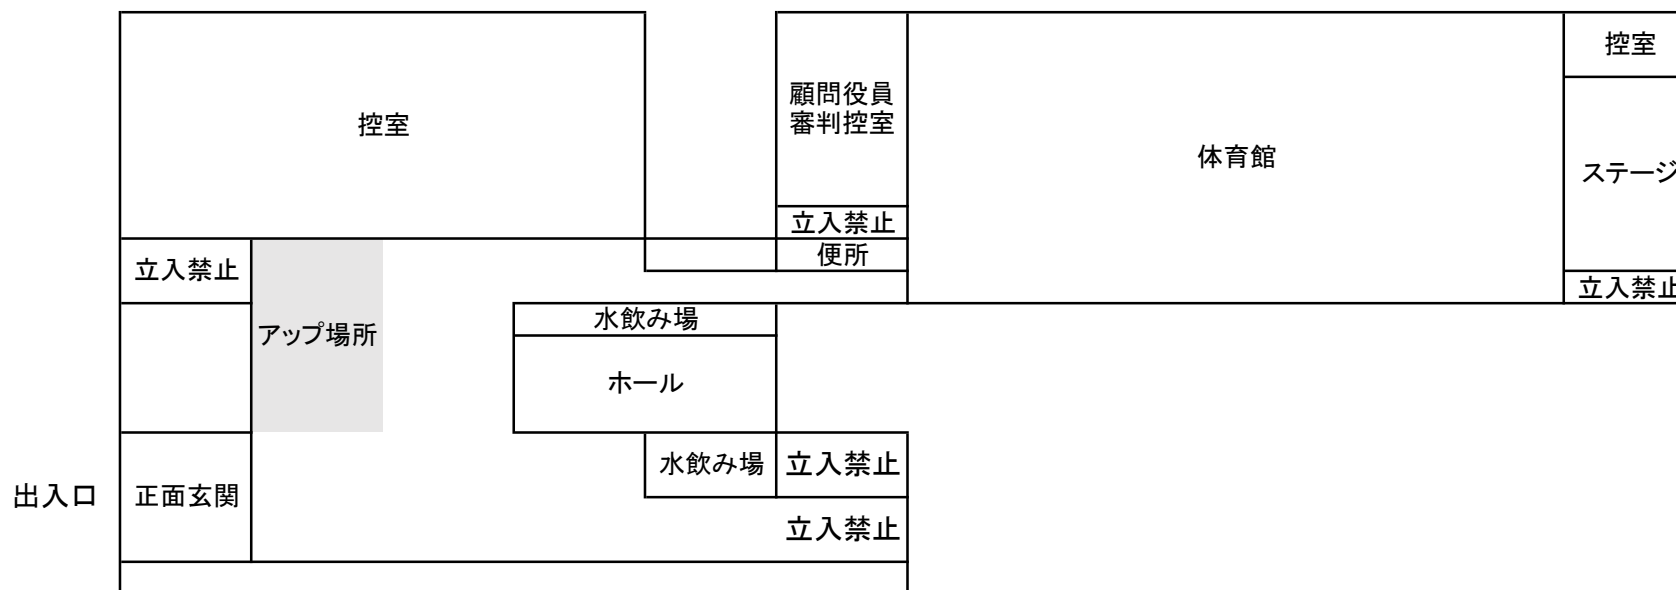 控室
顧問役員
審判控室
体育館
控室
ステージ
立入禁止
便所
立入禁止
立入禁止
アップ場所
水飲み場
ホール
水飲み場
立入禁止
出入口
正面玄関
立入禁止